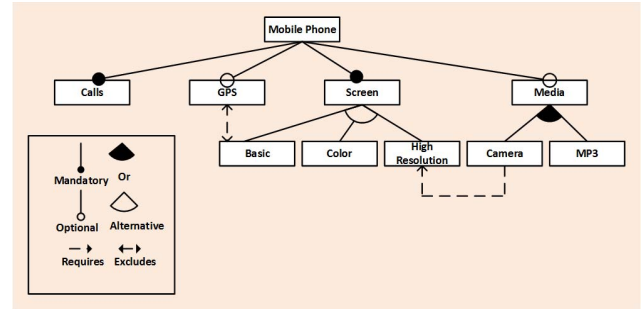 Mobile Phone
Calls
GPS
Screen
Media
Basic
Color
High
Resolution
Camera
MP3
Mandatory
Or
Optional
Alternative
Requires
Excludes